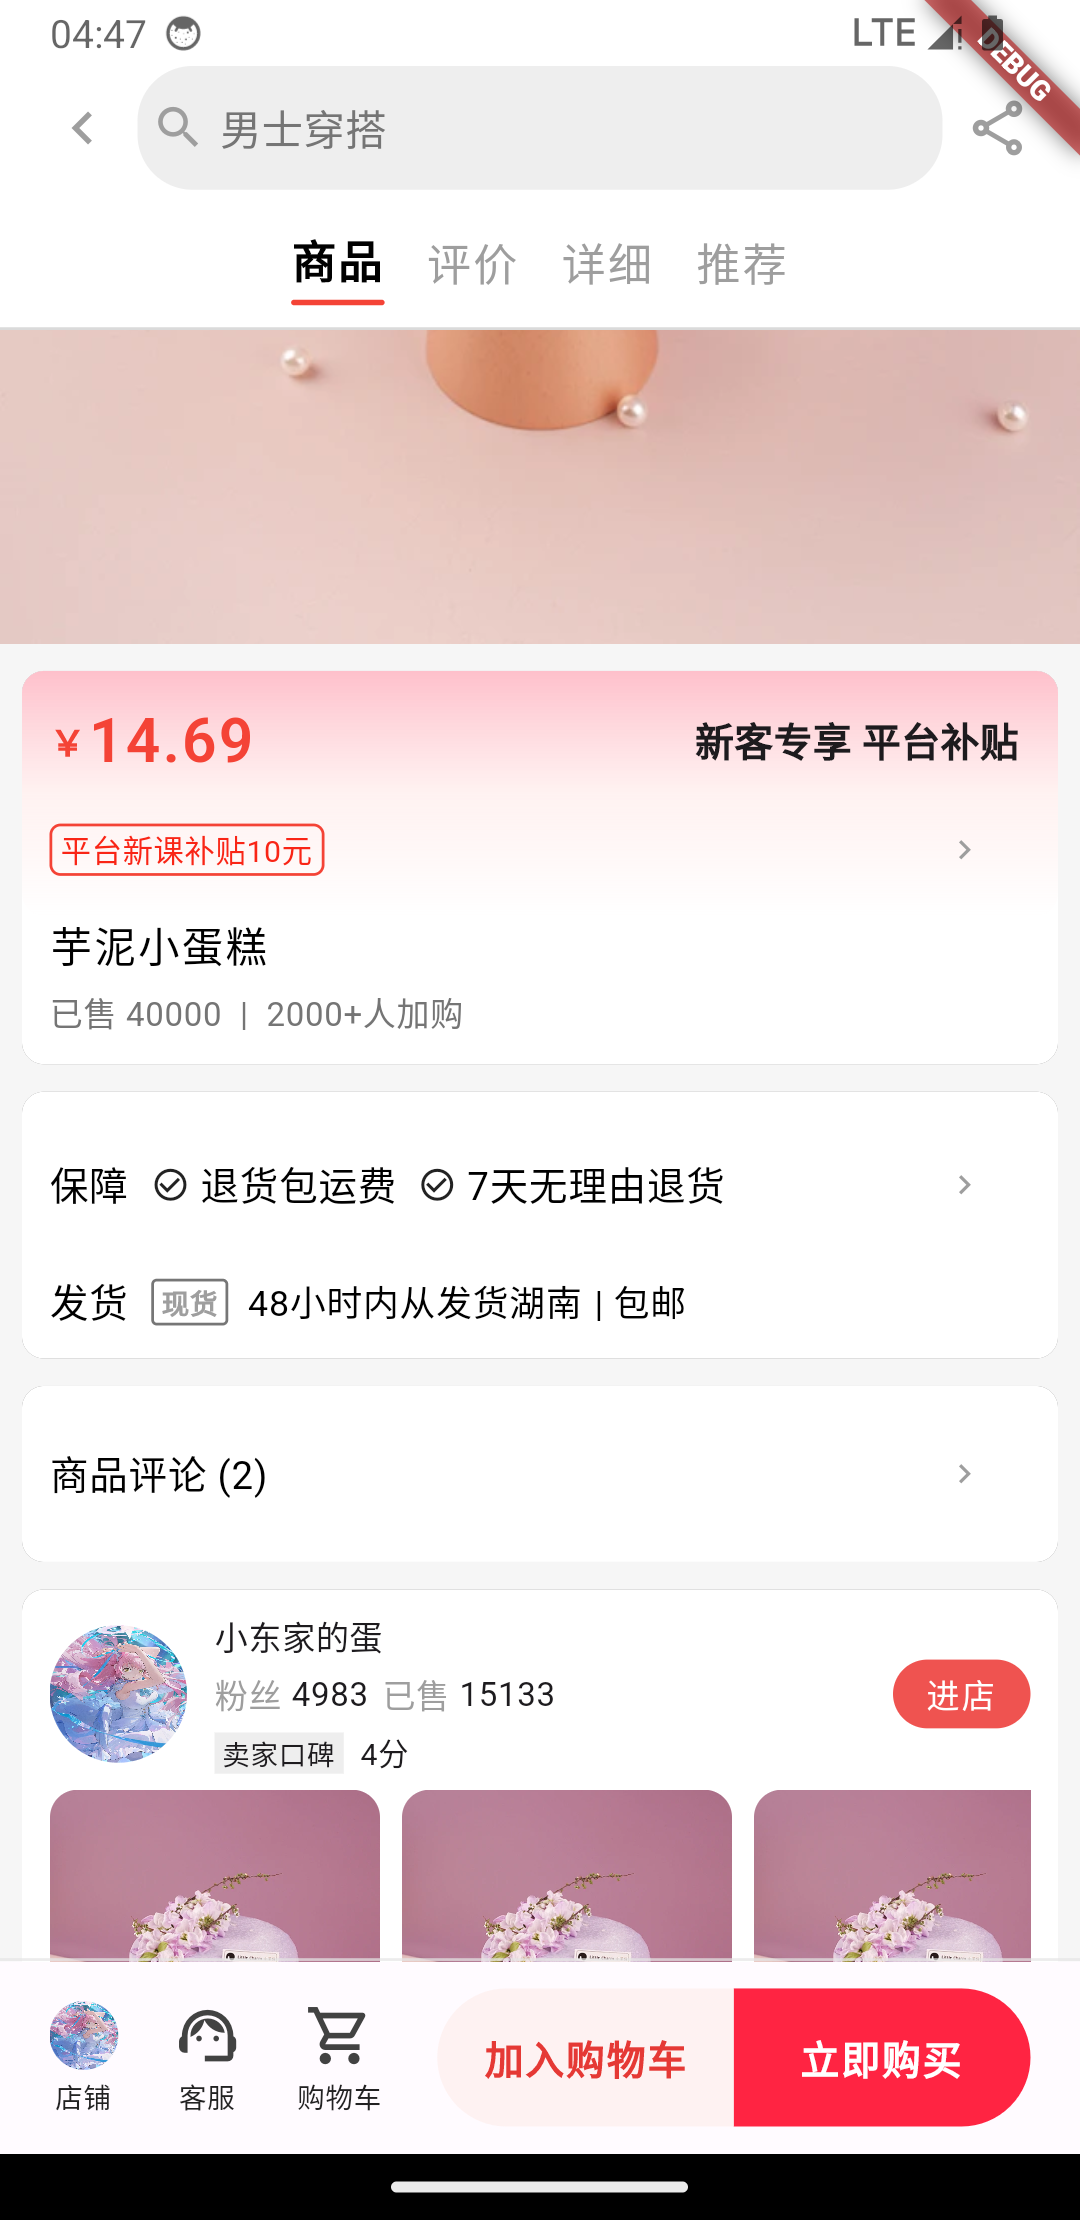 04:47
LTE
DEBUG
男士穿搭
商品 评价 详细 推荐
¥14.69
新客专享 平台补贴
平台新课补贴10元
芋泥小蛋糕
已售 40000 | 2000+人加购
保障 退货包运费 7天无理由退货
发货 现货 48小时内从发货湖南 | 包邮
商品评论 (2)
小东家的蛋
粉丝 4983 已售 15133
进店
卖家口碑 4分
店铺 客服 购物车
加入购物车 立即购买